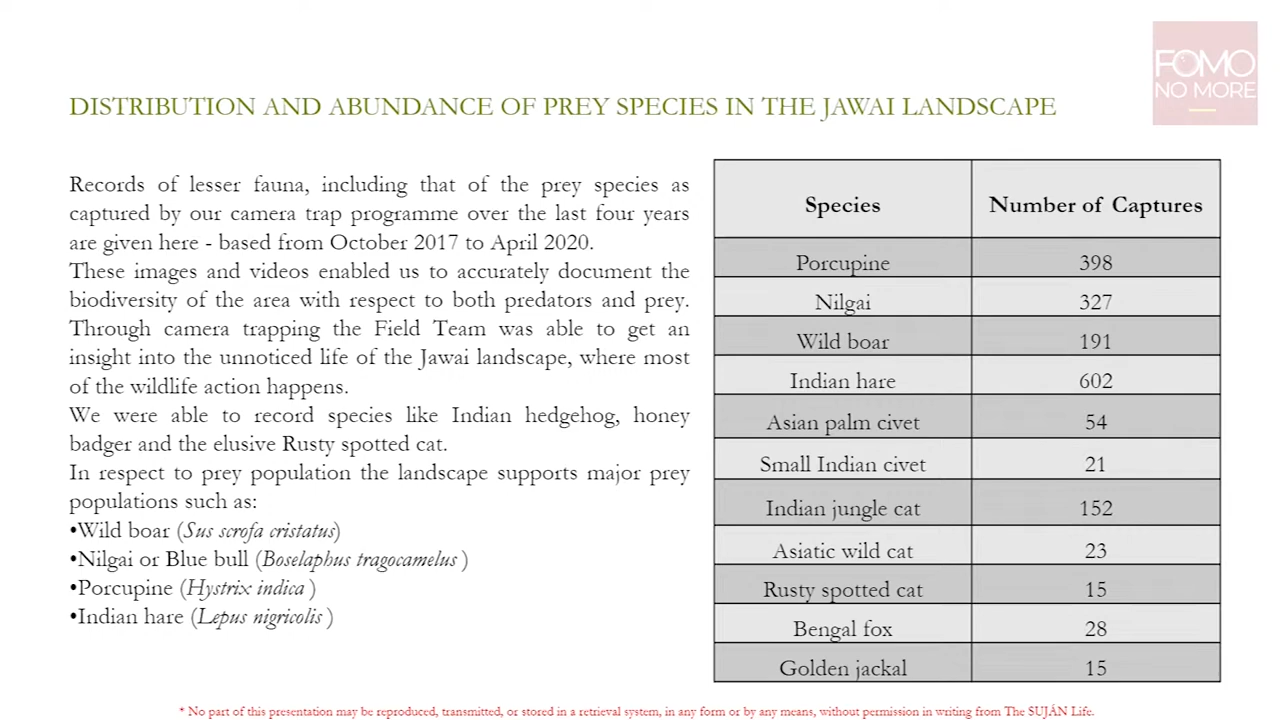 FOMO
NO MORE
DISTRIBUTION AND ABUNDANCE OF PREY SPECIES IN THE JAWAI LANDSCAPE
Records of lesser fauna, including that of the prey species as
captured by our camera trap programme over the last four years
are given here - based from October 2017 to April 2020.
These images and videos enabled us to accurately document the
biodiversity of the area with respect to both predators and prey.
Through camera trapping the Field Team was able to get an
insight into the unnoticed life of the Jawai landscape, where most
of the wildlife action happens.
We were able to record species like Indian hedgehog, honey
badger and the elusive Rusty spotted cat.
In respect to prey population the landscape supports major prey
populations such as:
•Wild boar (Sus scrofa cristatus)
•Nilgai or Blue bull (Boselaphus tragocamelus )
•Porcupine (Hystrix indica )
•Indian hare (Lepus nigricolis )
Species Number of Captures
Porcupine 398
Nilgai 327
Wild boar 191
Indian hare 602
Asian palm civet 54
Small Indian civet 21
Indian jungle cat 152
Asiatic wild cat 23
Rusty spotted cat 15
Bengal fox 28
Golden jackal 15
* No part of this presentation may be reproduced, transmitted, or stored in a retrieval system, in any form or by any means, without permission in writing from The SUJÁN Life.